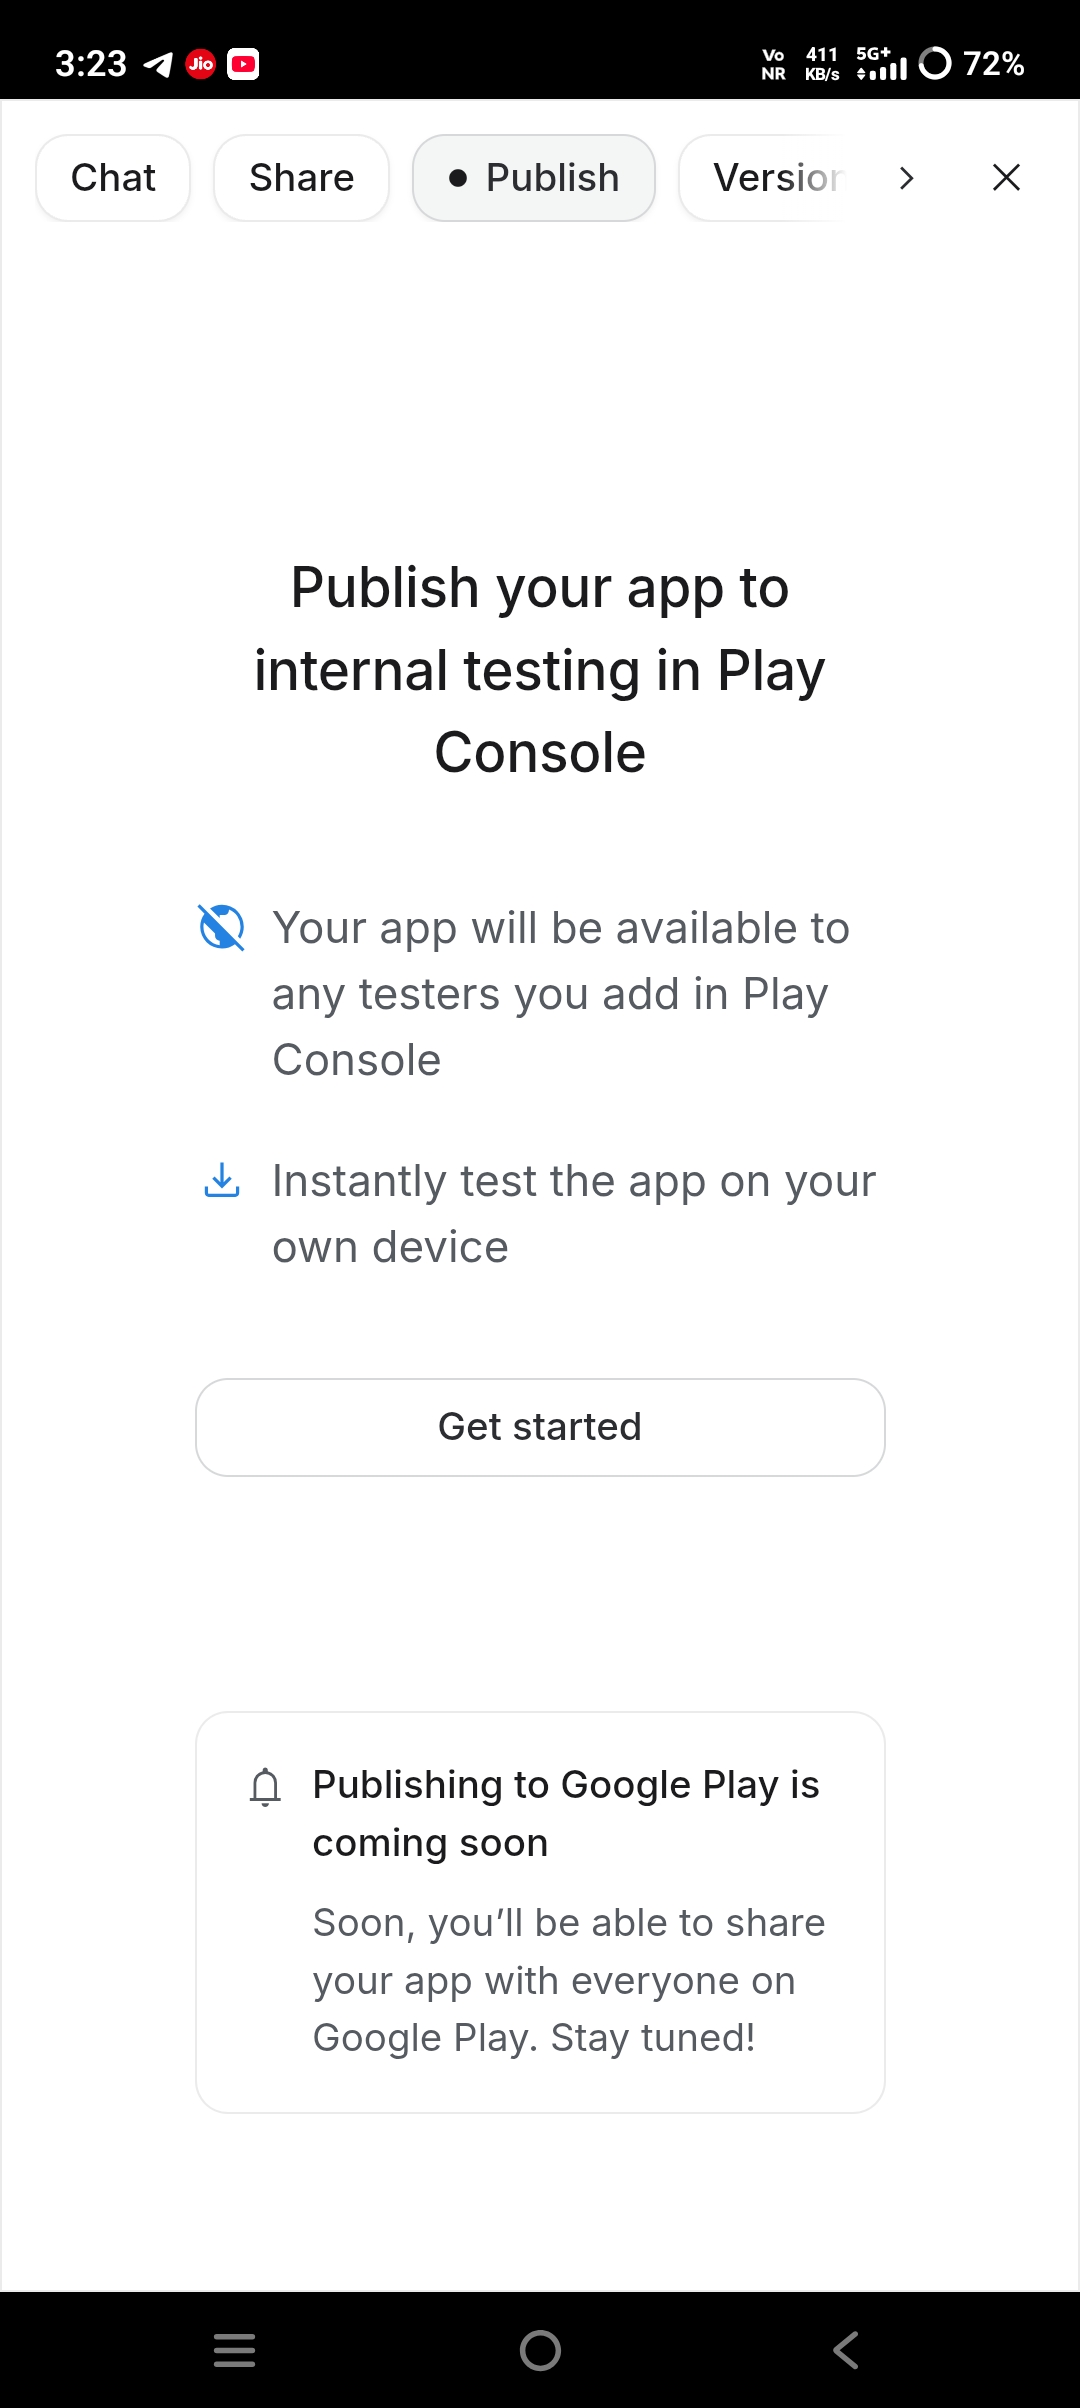 3:23
Jio
Vo
NR
411
KB/s
5G+
72%
Chat
Share
Publish
Version
Publish your app to
internal testing in Play
Console
Your app will be available to
any testers you add in Play
Console
Instantly test the app on your
own device
Get started
Publishing to Google Play is
coming soon
Soon, you’ll be able to share
your app with everyone on
Google Play. Stay tuned!